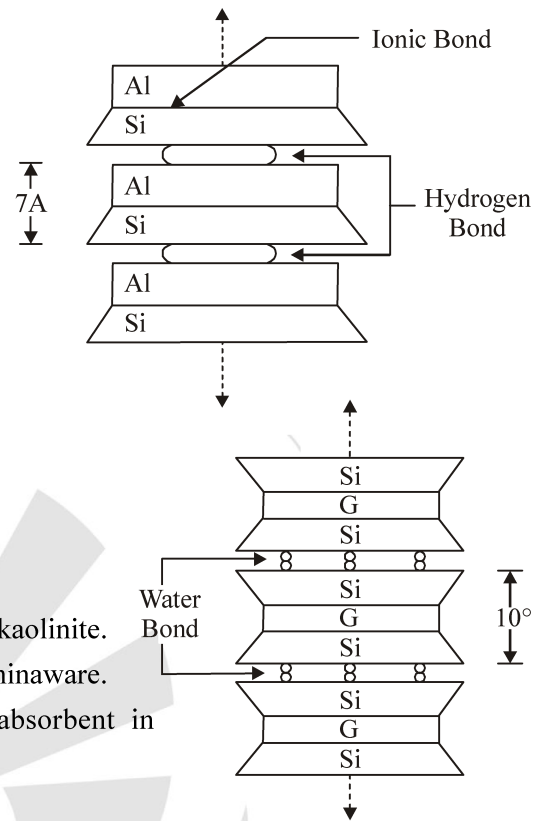 Ionic Bond
Al
Si
Al
7A
Si
Hydrogen
Bond
Al
Si
Si
G
Si
Water
Bond
Si
G
Si
10°
Si
G
Si
kaolinite.
absorbent in